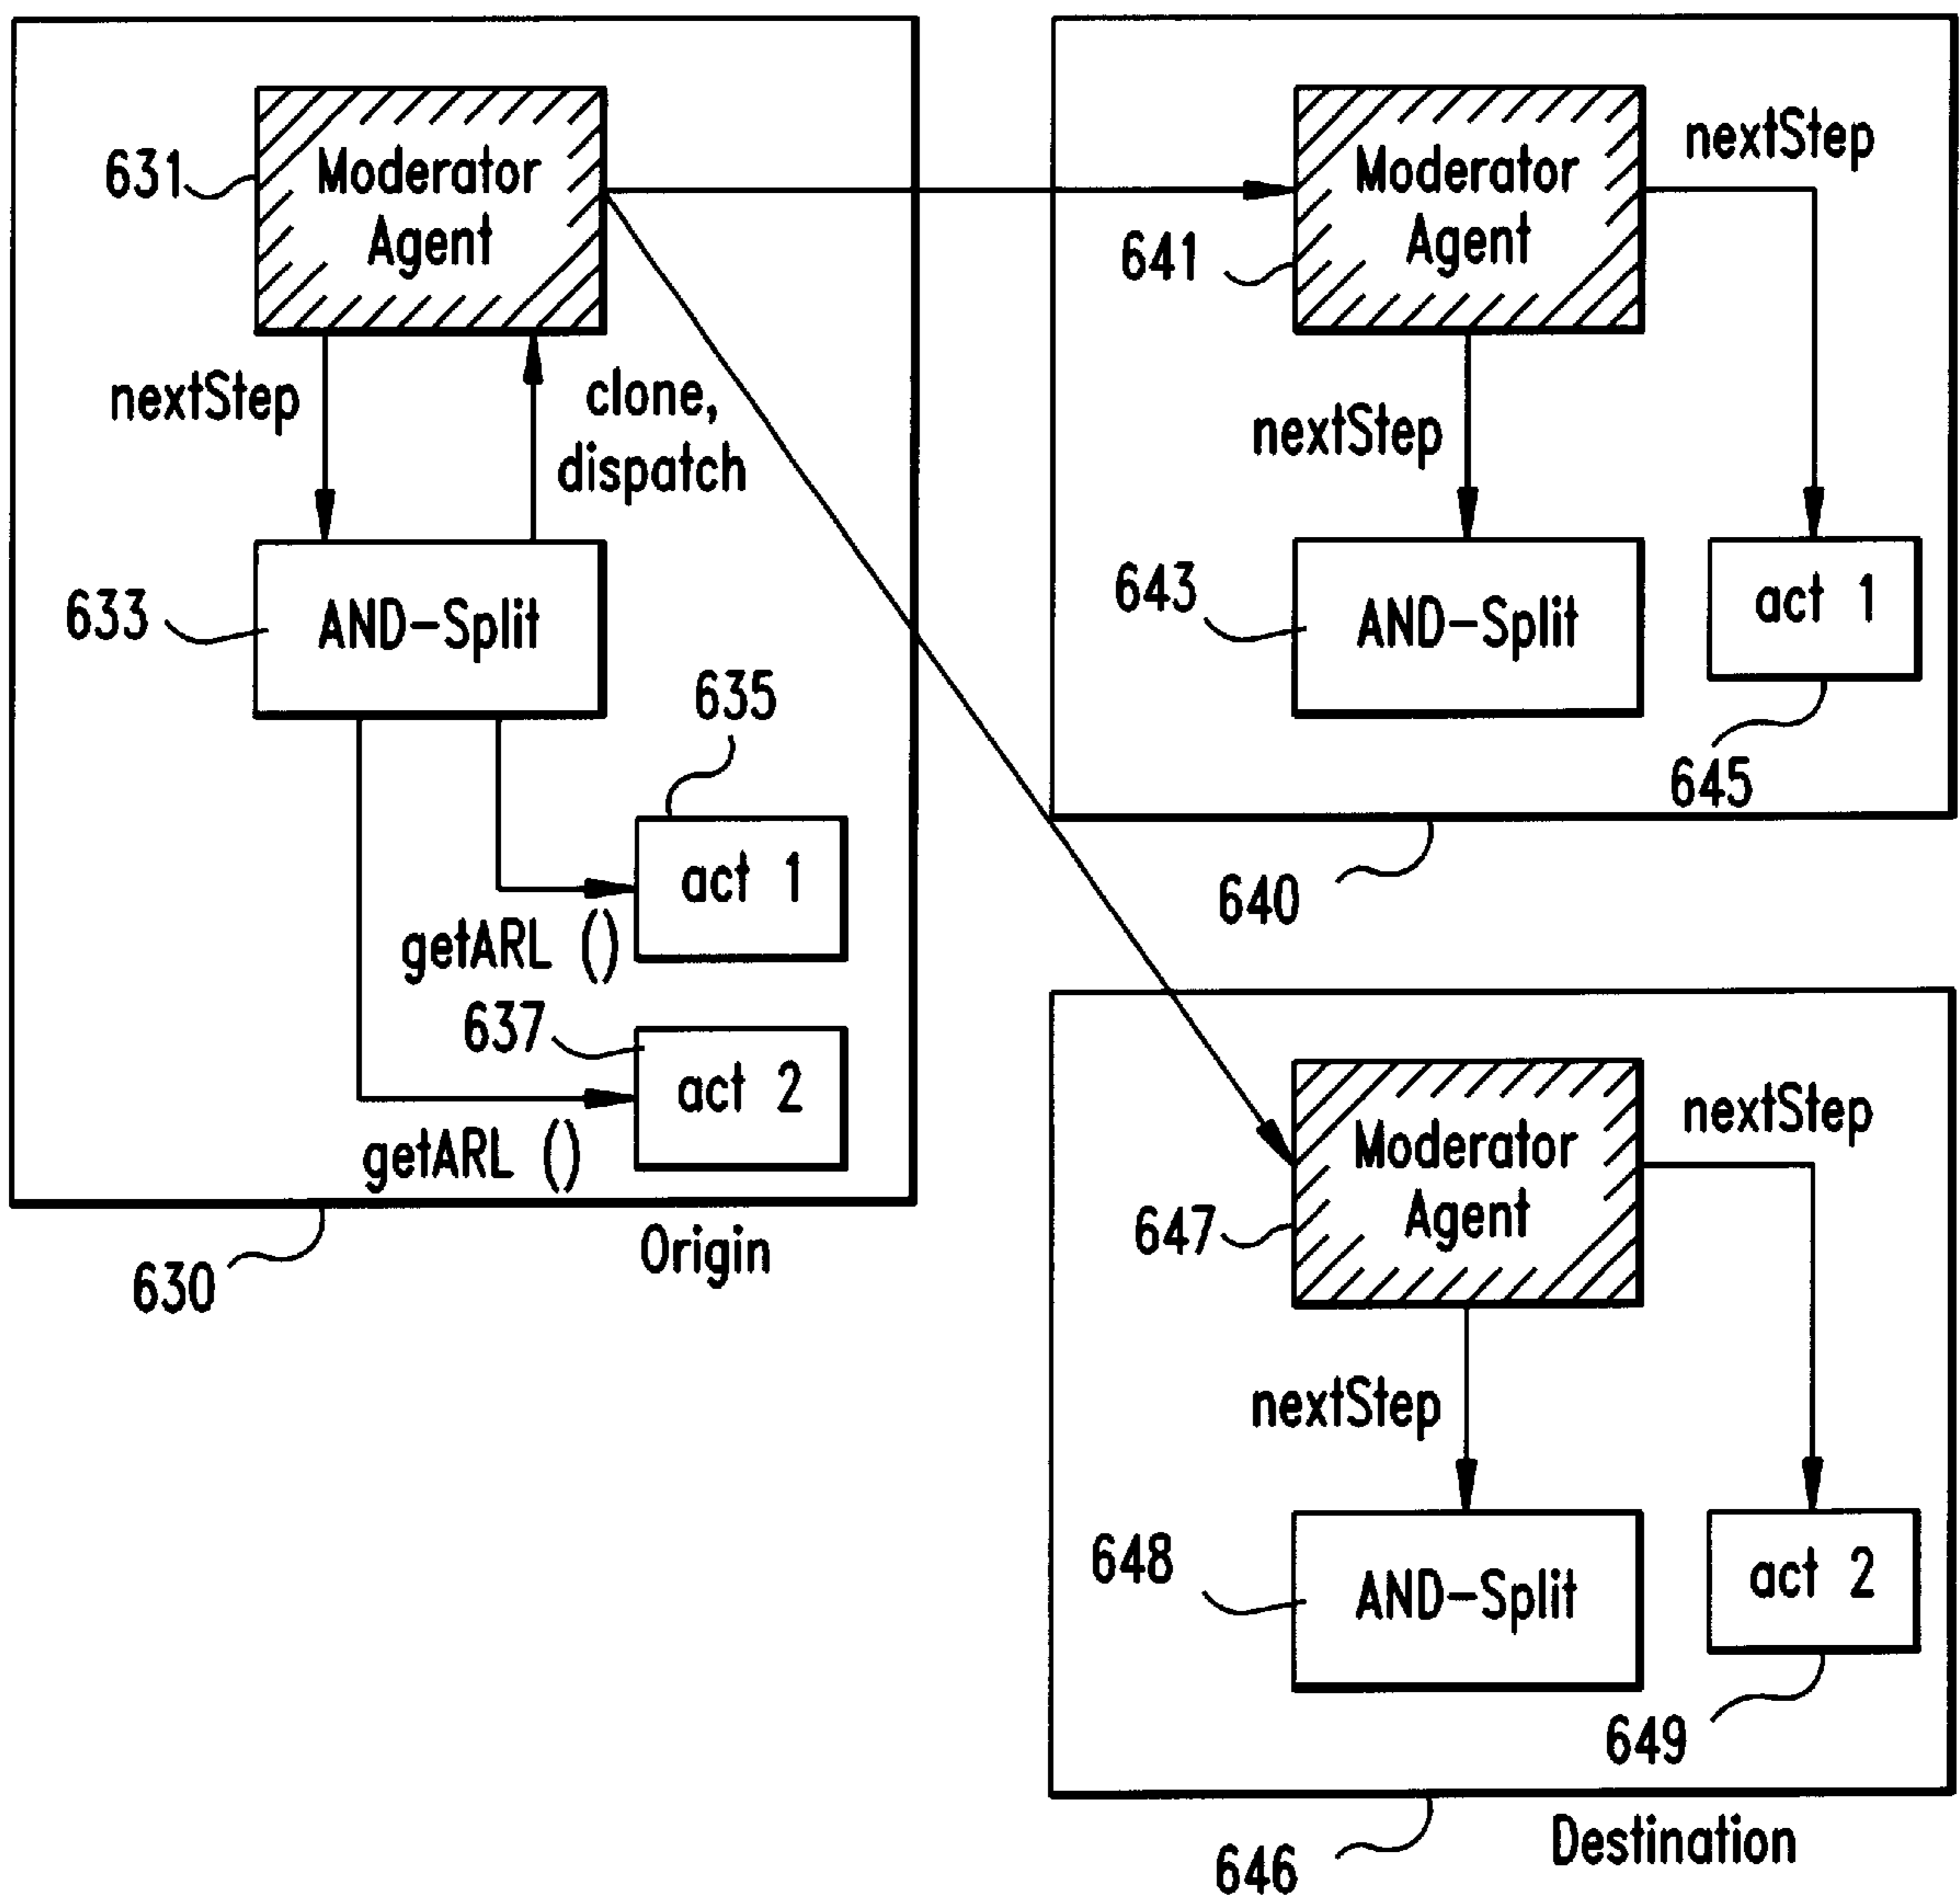 631
Moderator
Agent
nextStep
clone,
dispatch
633
AND-Split
635
act 1
getARL ()
637
act 2
getARL ()
630
Origin
Moderator
Agent
641
nextStep
nextStep
643
AND-Split
act 1
645
640
Moderator
Agent
647
nextStep
nextStep
648
AND-Split
act 2
649
646
Destination